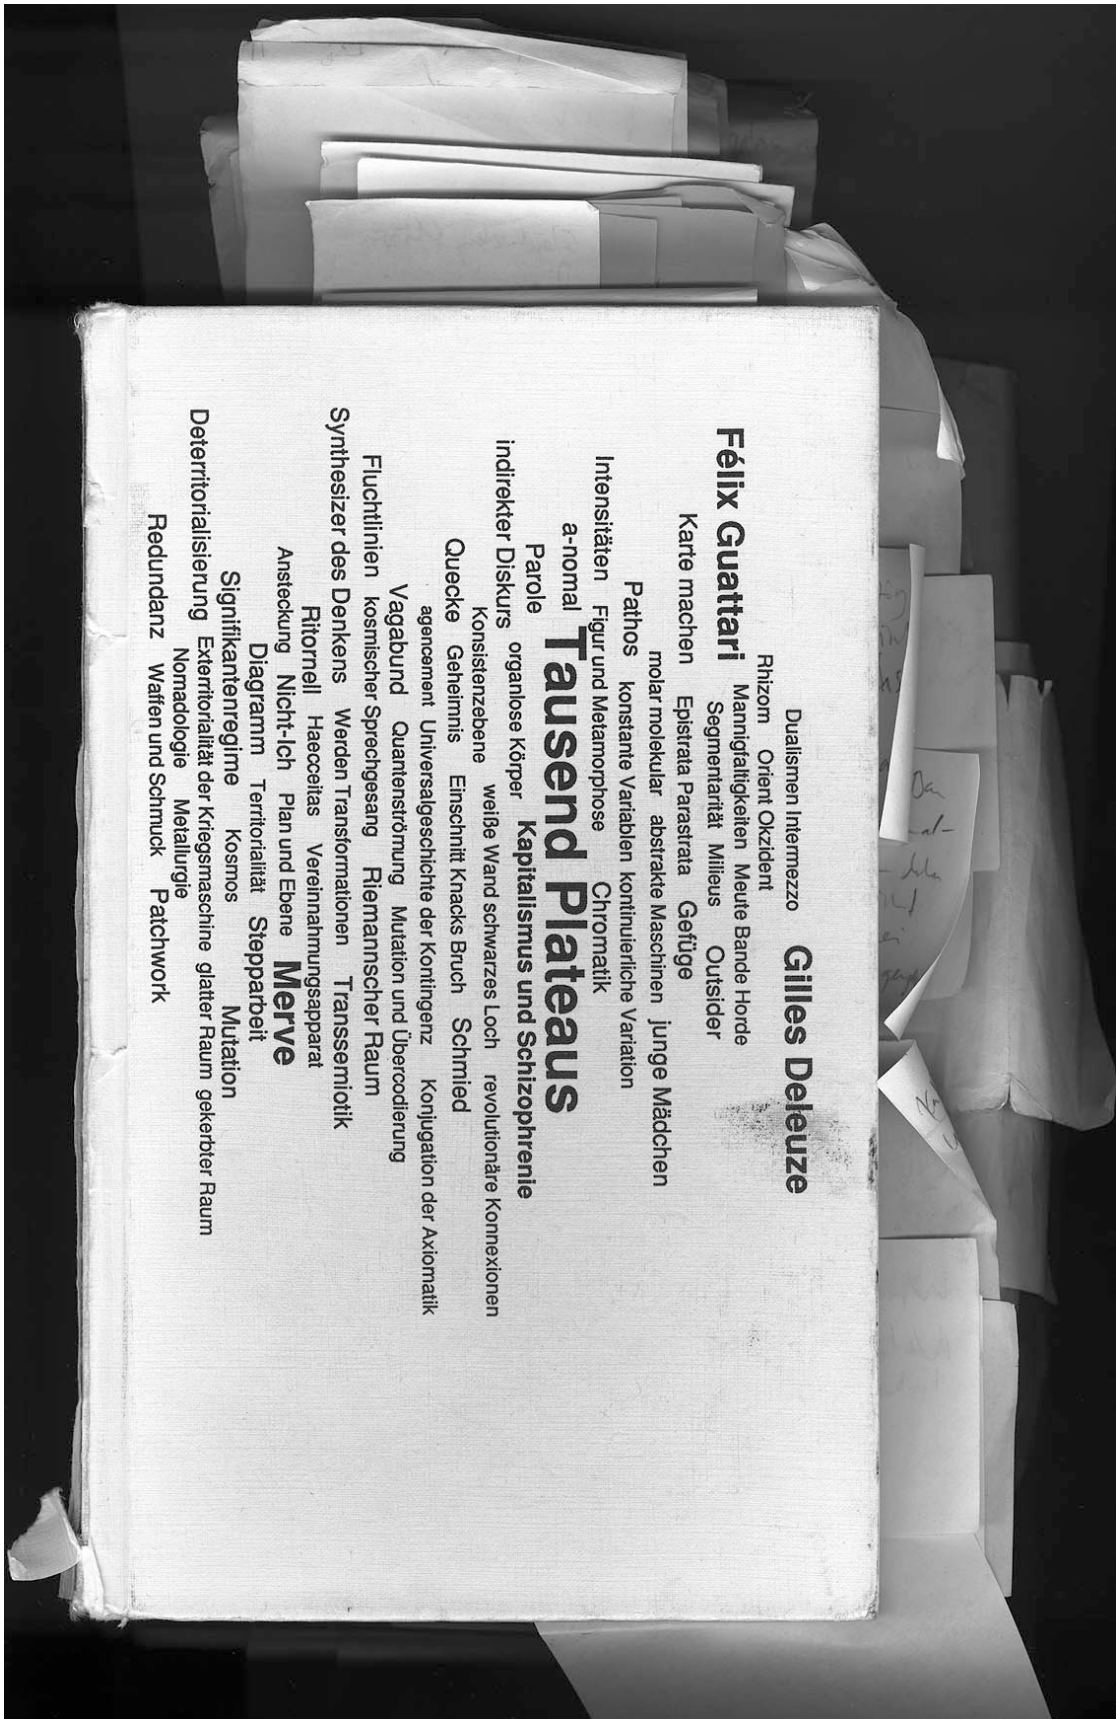 Dualismen Intermezzo Gilles Deleuze
Rhizom Orient Okzident
Mannigfaltigkeiten Meute Bande Horde
Félix Guattari Segmentarität Milieus Outsider
Karte machen Epistrata Parastrata Gefüge
molar molekular abstrakte Maschinen junge Mädchen
Pathos konstante Variablen kontinuierliche Variation
Intensitäten Figur und Metamorphose Chromatik
a-nomal Tausend Plateaus
Parole Kapitalismus und Schizophrenie
indirekter Diskurs organlose Körper
Konsistenzebene weiße Wand schwarzes Loch revolutionäre Konnexionen
Quecke Geheimnis Einschnitt Knacks Bruch Schmied
agencement Universalgeschichte der Kontingenz Konjugation der Axiomatik
Vagabund Quantenströmung Mutation und Übercodierung
Fluchtlinien kosmischer Sprechgesang Riemannscher Raum
Synthesizer des Denkens Werden Transformationen Transsemiotik
Ritornell Haecceitas Vereinnahmungsapparat
Ansteckung Nicht-Ich Plan und Ebene Merve
Diagramm Territorialität Stepparbeit
Signifikantenregime Kosmos Mutation
Deterritorialisierung Exterritorialität der Kriegsmaschine glatter Raum gekerbter Raum
Nomadologie Metallurgie
Redundanz Waffen und Schmuck Patchwork